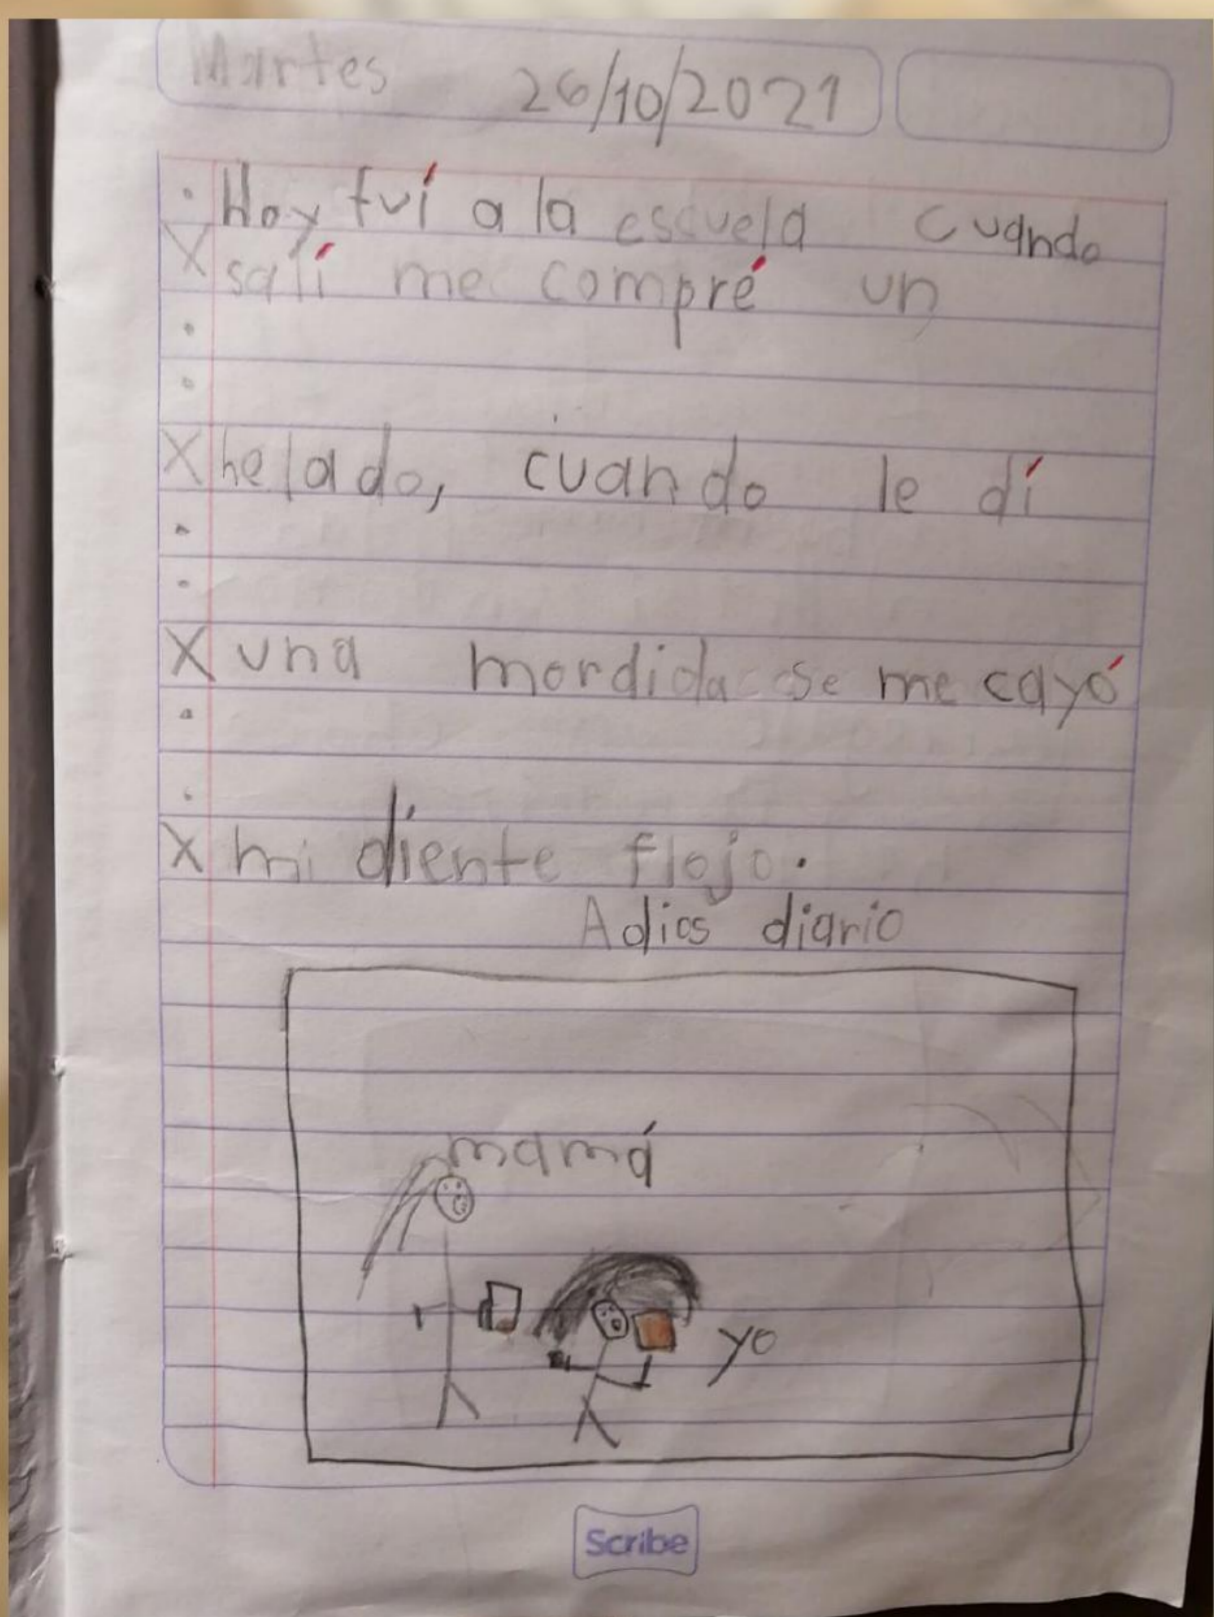 Martes 26/10/2021
Hoy fuí a la escuela cuando
salí me compré un
helado, cuando le dí
una mordida se me cayó
mi diente flojo.
Adios diario
mamá
yo
Scribe